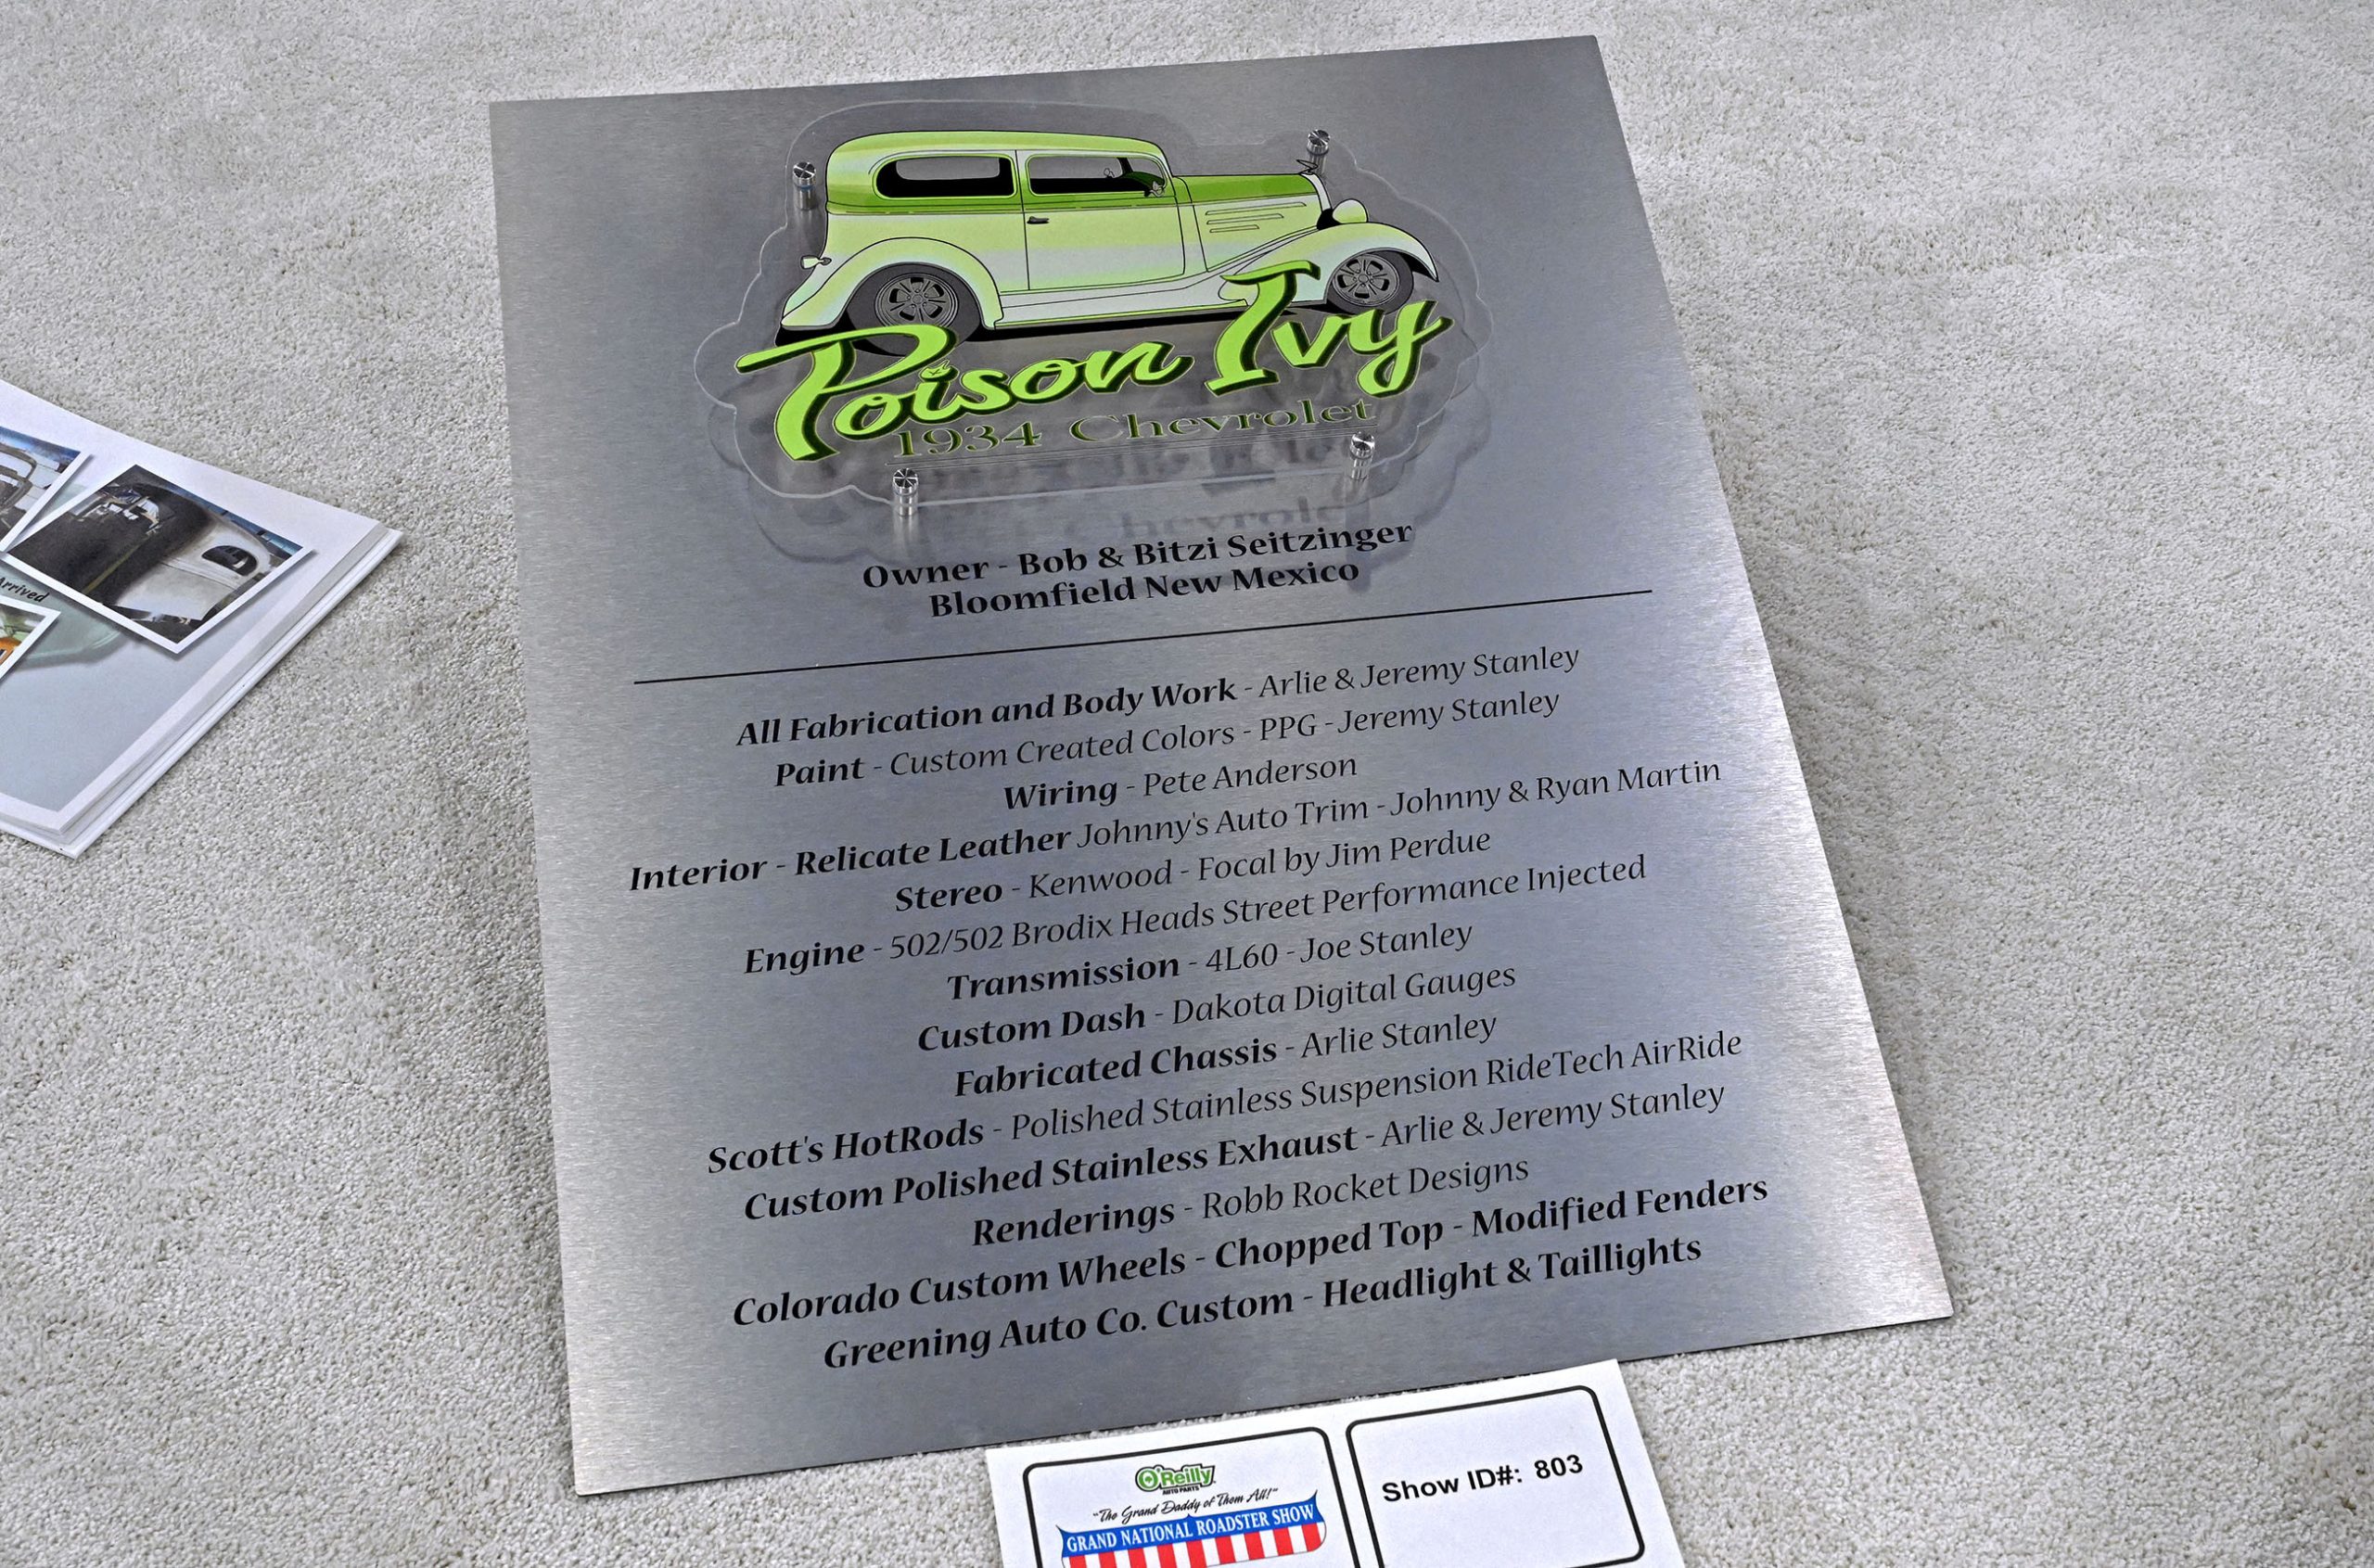 Poison Ivy
1934 Chevrolet
Owner - Bob & Bitzi Seitzinger
Bloomfield New Mexico
All Fabrication and Body Work - Arlie & Jeremy Stanley
Paint - Custom Created Colors - PPG - Jeremy Stanley
Wiring - Pete Anderson
Interior - Relicate Leather Johnny's Auto Trim - Johnny & Ryan Martin
Stereo - Kenwood - Focal by Jim Perdue
Engine - 502/502 Brodix Heads Street Performance Injected
Transmission - 4L60 - Joe Stanley
Custom Dash - Dakota Digital Gauges
Fabricated Chassis - Arlie Stanley
Scott's HotRods - Polished Stainless Suspension RideTech AirRide
Custom Polished Stainless Exhaust - Arlie & Jeremy Stanley
Renderings - Robb Rocket Designs
Colorado Custom Wheels - Chopped Top - Modified Fenders
Greening Auto Co. Custom - Headlight & Taillights
Arrived
O'Reilly
AUTO PARTS
"The Grand Daddy of Them All!"
GRAND NATIONAL ROADSTER SHOW
Show ID#: 803